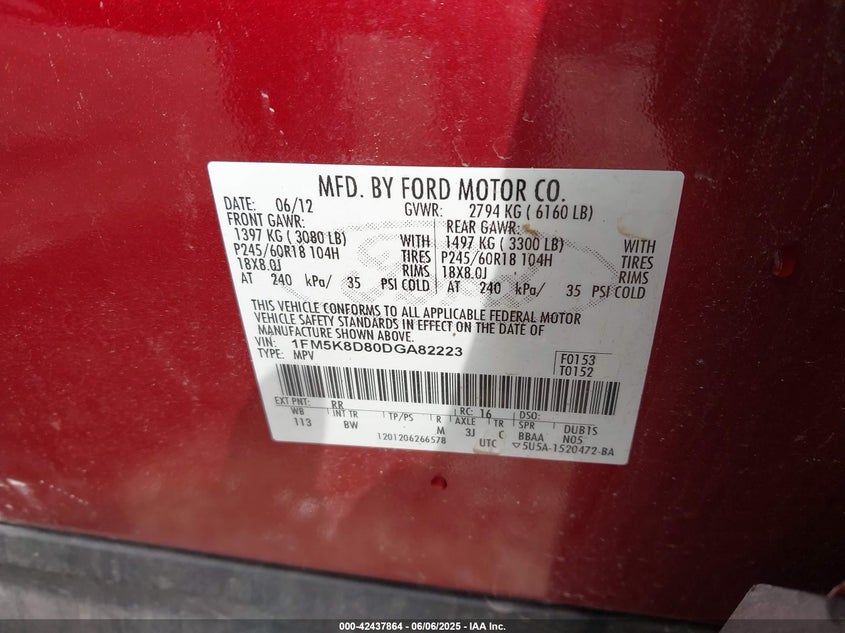 MFD. BY FORD MOTOR CO.
DATE: 06/12 GVWR: 2794 KG ( 6160 LB)
FRONT GAWR: REAR GAWR:
1397 KG ( 3080 LB) WITH 1497 KG ( 3300 LB) WITH
P245/60R18 104H TIRES P245/60R18 104H TIRES
18X8.0J RIMS 18X8.0J RIMS
AT 240 kPa/ 35 PSI COLD AT 240 kPa/ 35 PSI COLD
THIS VEHICLE CONFORMS TO ALL APPLICABLE FEDERAL MOTOR
VEHICLE SAFETY STANDARDS IN EFFECT ON THE DATE OF
MANUFACTURE SHOWN ABOVE.
VIN: 1FM5K8D80DGA82223
TYPE: MPV
F0153
T0152
EXT PNT: RR RC: 16 DSO:
WB INT TR TP/PS R AXLE TR SPR DUB1S
113 BW M 3J C BBAA N05
1201206266578 UTC ▽5U5A-1520472-BA
000-42437864 / 06/06/2025 - IAA Inc.